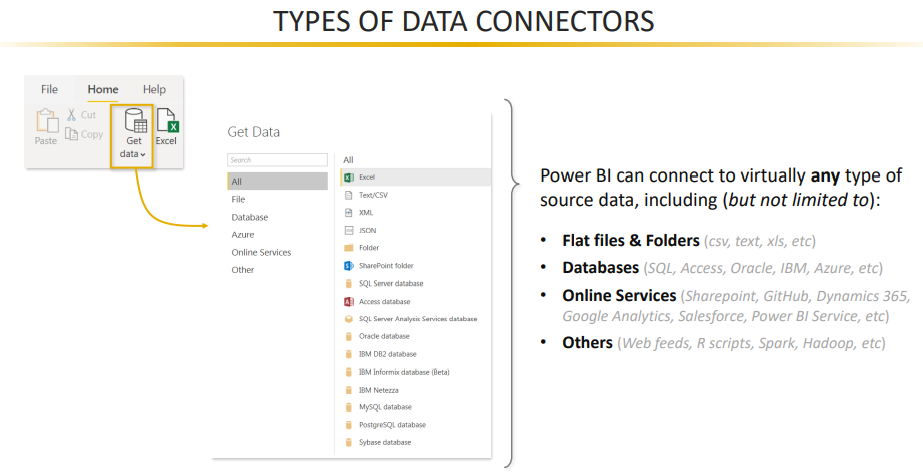 TYPES OF DATA CONNECTORS
File Home Help
Paste
Cut
Copy
Get data
Excel
Get Data
Search
All
File
Database
Azure
Online Services
Other
All
Excel
Text/CSV
XML
JSON
Folder
SharePoint folder
SQL Server database
Access database
SQL Server Analysis Services database
Oracle database
IBM DB2 database
IBM Informix database (Beta)
IBM Netezza
MySQL database
PostgreSQL database
Sybase database
Power BI can connect to virtually any type of
source data, including (but not limited to):
• Flat files & Folders (csv, text, xls, etc)
• Databases (SQL, Access, Oracle, IBM, Azure, etc)
• Online Services (Sharepoint, GitHub, Dynamics 365,
Google Analytics, Salesforce, Power BI Service, etc)
• Others (Web feeds, R scripts, Spark, Hadoop, etc)